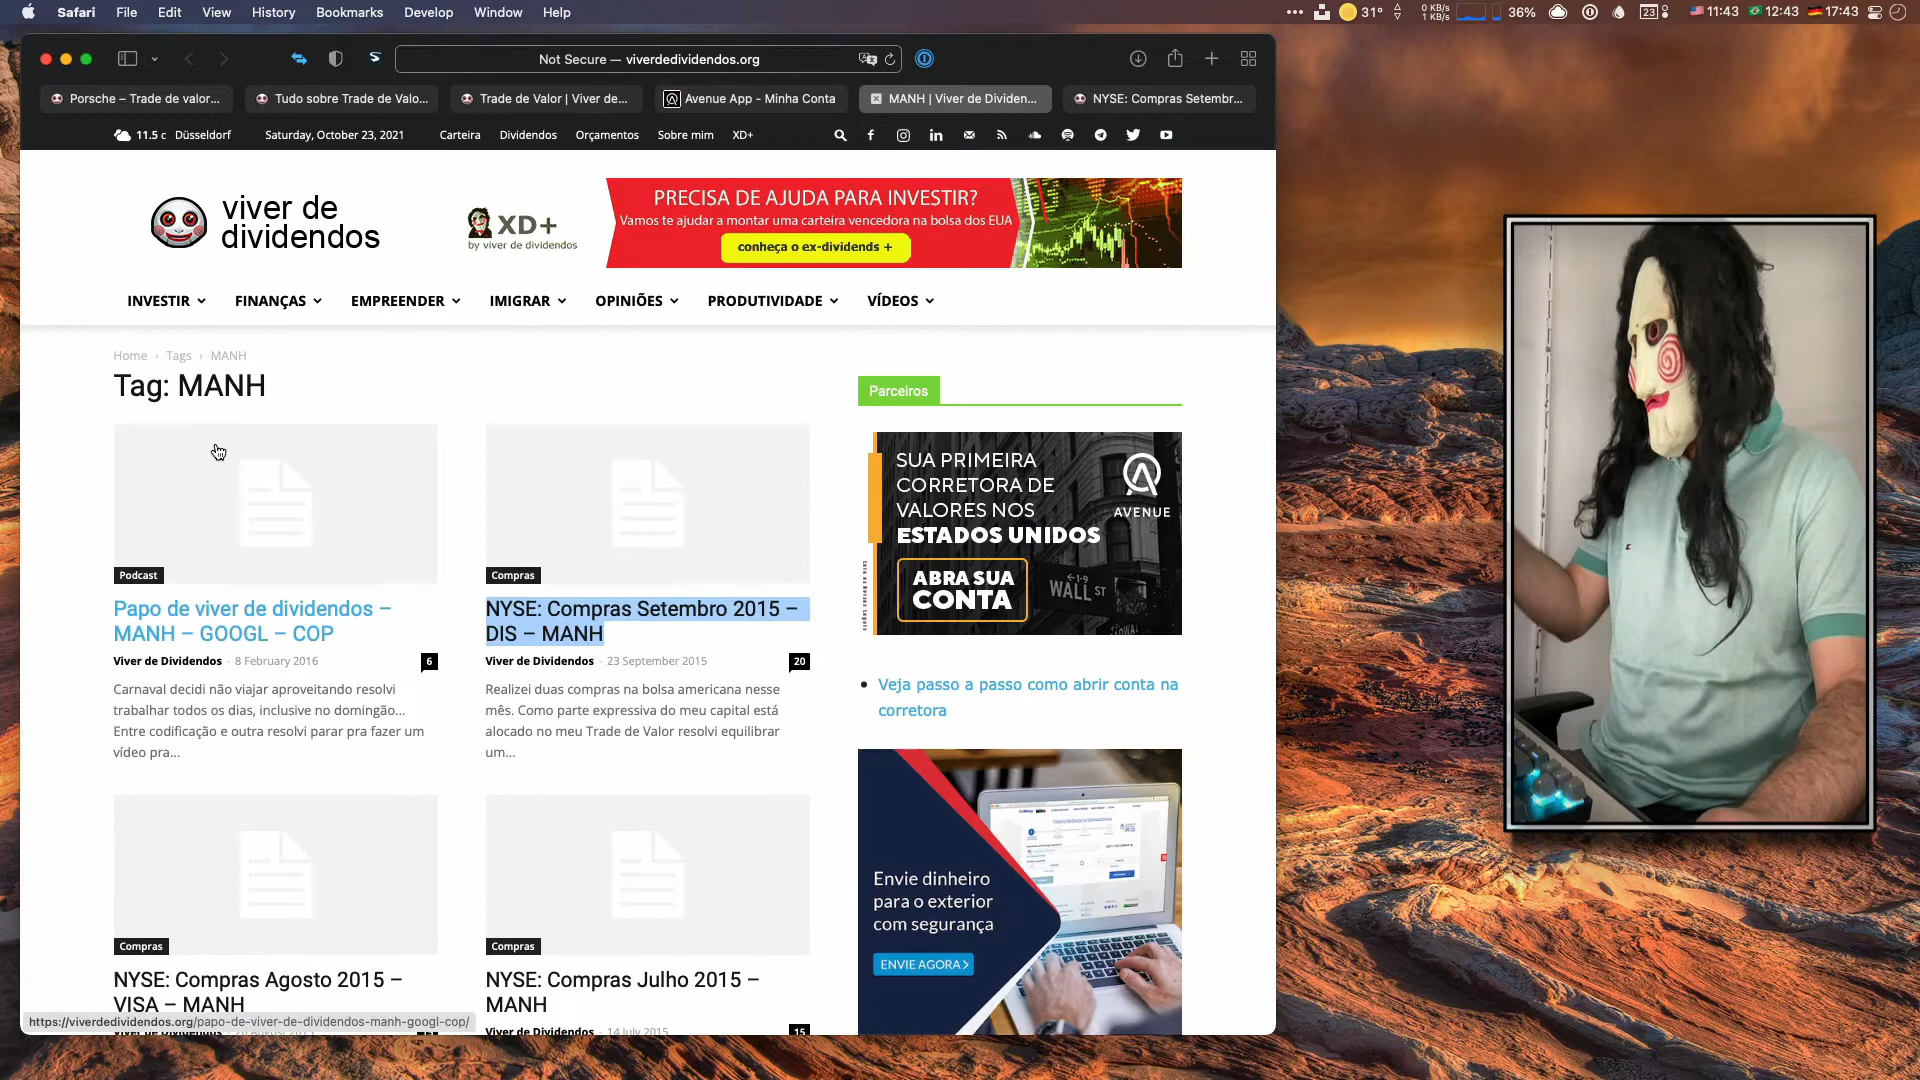 Safari File Edit View History Bookmarks Develop Window Help
31° 0 KB/s 1 KB/s 36% 23 11:43 12:43 17:43
Not Secure — viverdedividendos.org
Porsche – Trade de valor...
Tudo sobre Trade de Valo...
Trade de Valor | Viver de...
Avenue App - Minha Conta
MANH | Viver de Dividen...
NYSE: Compras Setembr...
11.5 c Düsseldorf Saturday, October 23, 2021 Carteira Dividendos Orçamentos Sobre mim XD+
viver de
dividendos
XD+
by viver de dividendos
PRECISA DE AJUDA PARA INVESTIR?
Vamos te ajudar a montar uma carteira vencedora na bolsa dos EUA
conheça o ex-dividends +
INVESTIR FINANÇAS EMPREENDER IMIGRAR OPINIÕES PRODUTIVIDADE VÍDEOS
Home › Tags › MANH
Tag: MANH
Podcast
Papo de viver de dividendos –
MANH – GOOGL – COP
Viver de Dividendos - 8 February 2016 6
Carnaval decidi não viajar aproveitando resolvi
trabalhar todos os dias, inclusive no domingão...
Entre codificação e outra resolvi parar pra fazer um
vídeo pra...
Compras
NYSE: Compras Setembro 2015 –
DIS – MANH
Viver de Dividendos - 23 September 2015 20
Realizei duas compras na bolsa americana nesse
mês. Como parte expressiva do meu capital está
alocado no meu Trade de Valor resolvi equilibrar
um...
Compras
NYSE: Compras Agosto 2015 –
VISA – MANH
Compras
NYSE: Compras Julho 2015 –
MANH
Viver de Dividendos - 14 July 2015 15
Parceiros
SUA PRIMEIRA
CORRETORA DE
VALORES NOS
ESTADOS UNIDOS
ABRA SUA
CONTA
AVENUE
←1-9
WALL ST
Veja passo a passo como abrir conta na
corretora
Envie dinheiro
para o exterior
com segurança
ENVIE AGORA>
https://viverdedividendos.org/papo-de-viver-de-dividendos-manh-googl-cop/